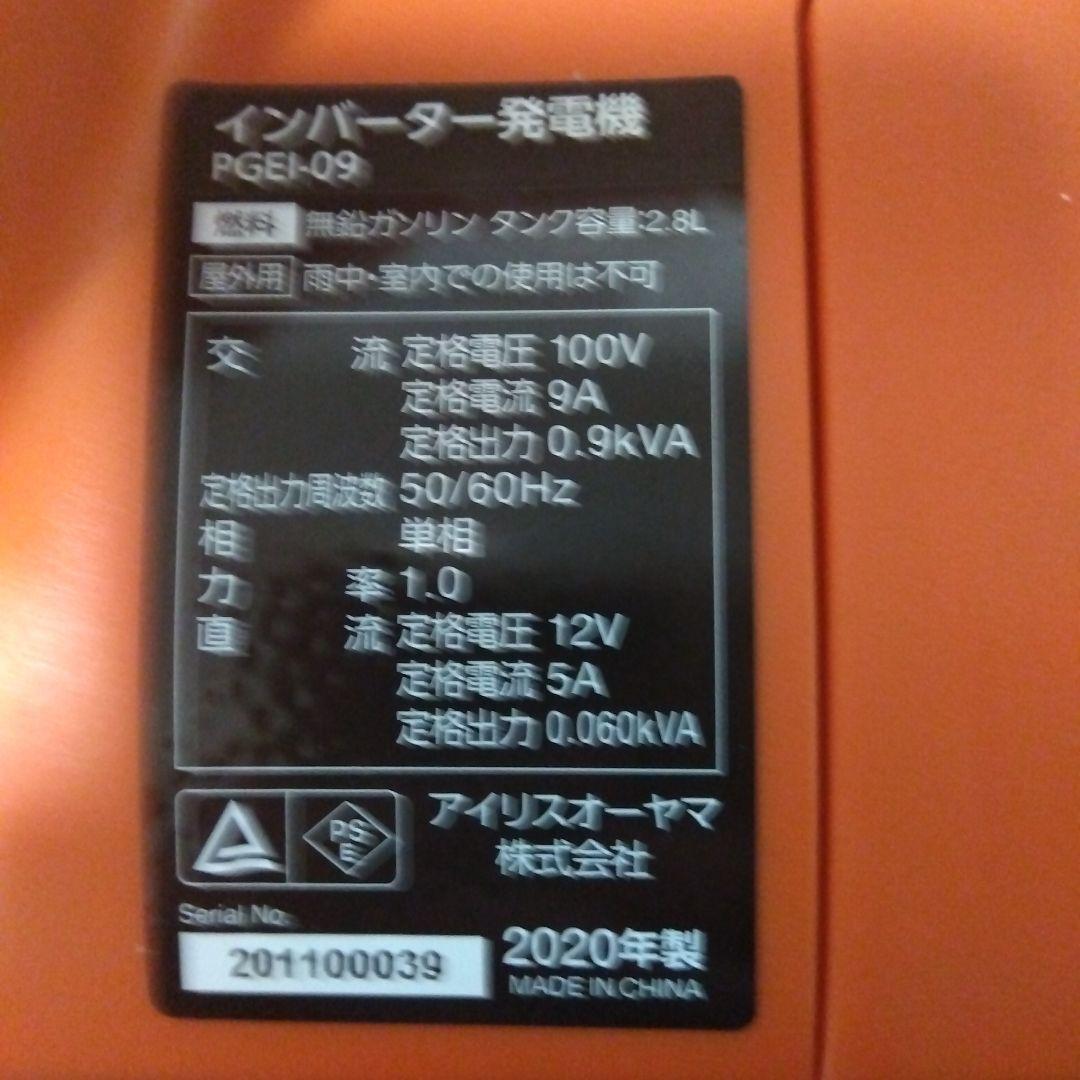 インバーター発電機
PGEI-09
燃料 無鉛ガソリン タンク容量:2.8L
屋外用 雨中・室内での使用は不可
交流 定格電圧 100V
定格電流 9A
定格出力 0.9kVA
定格出力周波数 50/60Hz
相 単相
力率 1.0
直流 定格電圧 12V
定格電流 5A
定格出力 0.060kVA
PS
E
アイリスオーヤマ
株式会社
Serial No.
201100039
2020年製
MADE IN CHINA